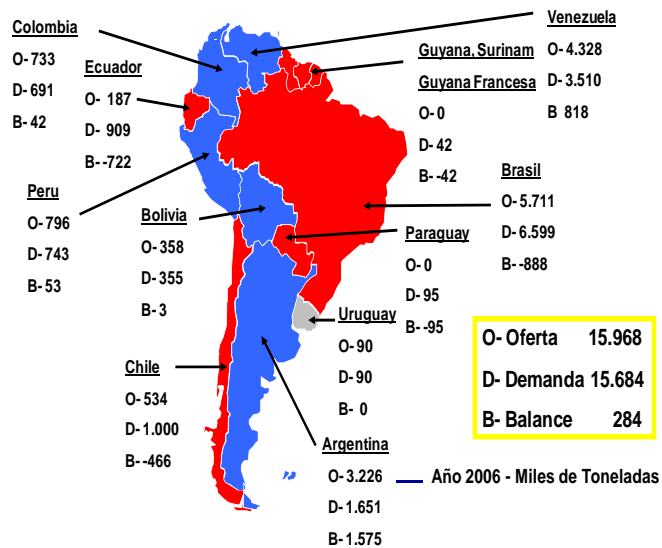 Colombia
O- 733
D- 691
B- 42
Ecuador
O- 187
D- 909
B- -722
Peru
O-796
D-743
B- 53
Bolivia
O-358
D-355
B-3
Chile
O- 534
D-1.000
B- -466
Venezuela
O- 4.328
D- 3.510
B 818
Guyana, Surinam
Guyana Francesa
O- 0
D- 42
B- -42
Brasil
O- 5.711
D- 6.599
B- -888
Paraguay
O- 0
D- 95
B- -95
Uruguay
O- 90
D- 90
B- 0
Argentina
O- 3.226
D- 1.651
B- 1.575
O- Oferta 15.968
D- Demanda 15.684
B- Balance 284
Año 2006 - Miles de Toneladas